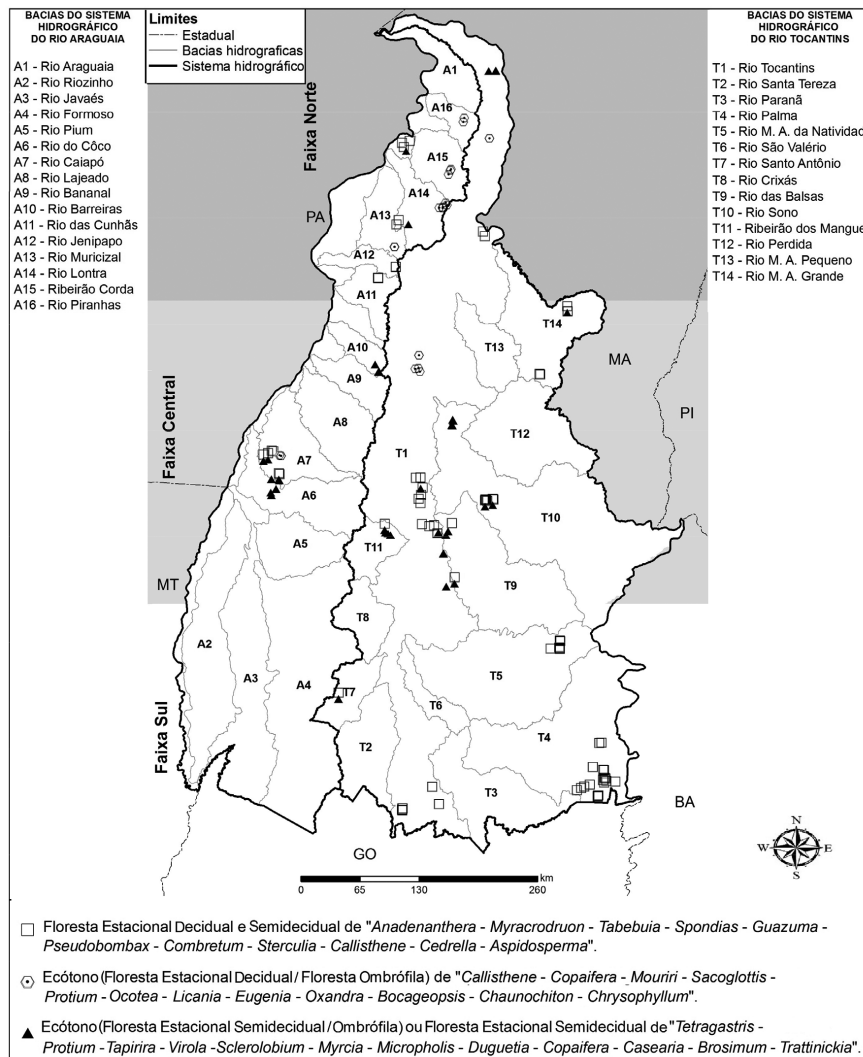 BACIAS DO SISTEMA
HIDROGRÁFICO
DO RIO ARAGUAIA
A1 - Rio Araguaia
A2 - Rio Riozinho
A3 - Rio Javaés
A4 - Rio Formoso
A5 - Rio Pium
A6 - Rio do Côco
A7 - Rio Caiapó
A8 - Rio Lajeado
A9 - Rio Bananal
A10 - Rio Barreiras
A11 - Rio das Cunhãs
A12 - Rio Jenipapo
A13 - Rio Muricizal
A14 - Rio Lontra
A15 - Ribeirão Corda
A16 - Rio Piranhas
Limites
Estadual
Bacias hidrograficas
Sistema hidrográfico
BACIAS DO SISTEMA
HIDROGRÁFICO
DO RIO TOCANTINS
T1 - Rio Tocantins
T2 - Rio Santa Tereza
T3 - Rio Paranã
T4 - Rio Palma
T5 - Rio M. A. da Natividad
T6 - Rio São Valério
T7 - Rio Santo Antônio
T8 - Rio Crixás
T9 - Rio das Balsas
T10 - Rio Sono
T11 - Ribeirão dos Mangue
T12 - Rio Perdida
T13 - Rio M. A. Pequeno
T14 - Rio M. A. Grande
Faixa Norte
Faixa Central
Faixa Sul
A1
A16
A15
A14
A13
PA
A12
A11
A10
A9
A8
A7
A6
A5
MT
A2
A3
A4
T14
T13
MA
PI
T12
T1
T10
T11
T9
T8
T5
T7
T6
T4
T2
T3
BA
GO
N
W E
S
km
0 65 130 260
Floresta Estacional Decidual e Semidecidual de "Anadenanthera - Myracrodruon - Tabebuia - Spondias - Guazuma -
Pseudobombax - Combretum - Sterculia - Callisthene - Cedrella - Aspidosperma".
Ecótono (Floresta Estacional Decidual/ Floresta Ombrófila) de "Callisthene - Copaifera - Mouriri - Sacoglottis -
Protium - Ocotea - Licania - Eugenia - Oxandra - Bocageopsis - Chaunochiton - Chrysophyllum".
Ecótono (Floresta Estacional Semidecidual/Ombrófila) ou Floresta Estacional Semidecidual de "Tetragastris -
Protium - Tapirira - Virola -Sclerolobium - Myrcia - Micropholis - Duguetia - Copaifera - Casearia - Brosimum - Trattinickia".